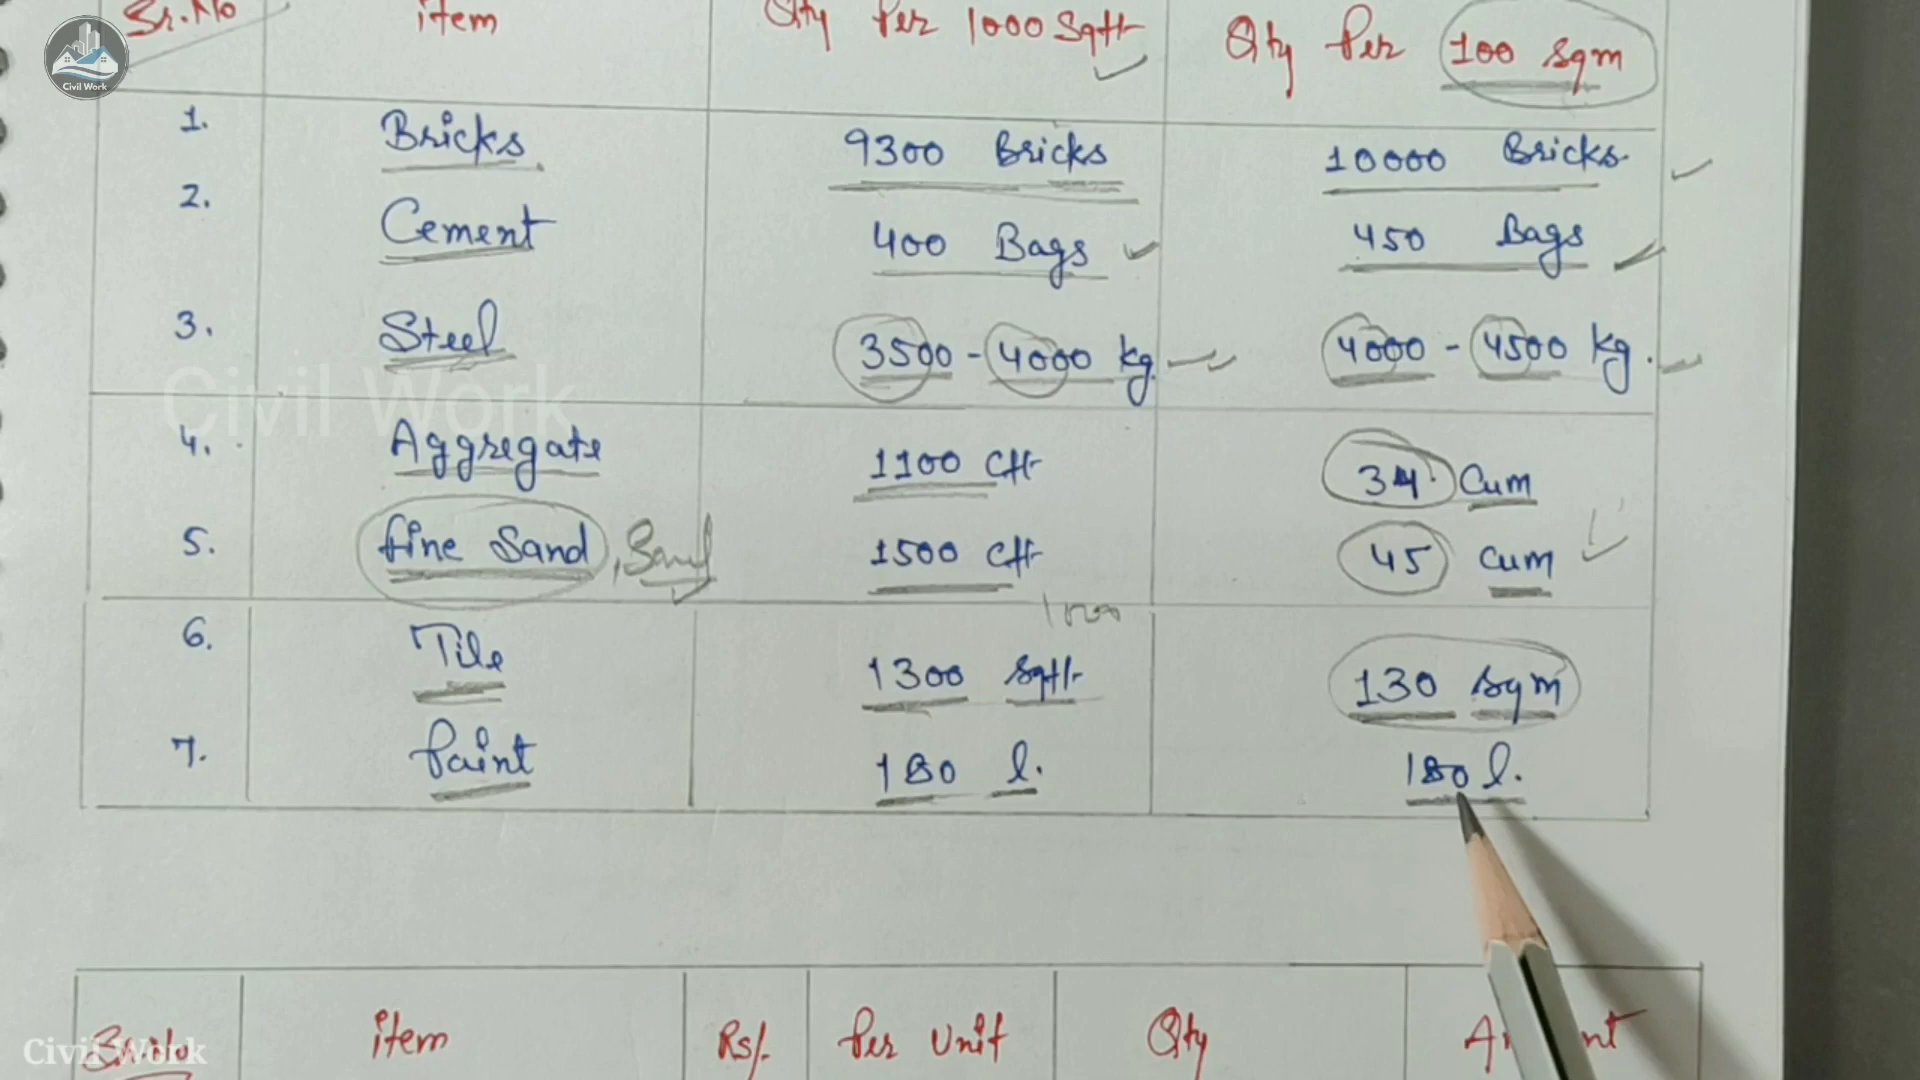 Sr.No item Qty Per 1000 Sqft Qty Per 100 sqm
Civil Work
1. Bricks 9300 Bricks 10000 Bricks
2. Cement 400 Bags 450 Bags
3. Steel 3500 - 4000 kg. 4000 - 4500 kg.
Civil Work
4. Aggregate 1100 Cft 34 Cum
5. fine Sand, Sand 1500 Cft 45 Cum
1000
6. Tile 1300 Sqft 130 sqm
7. Paint 180 l. 180 l.
Sr.No item Rs/. Per Unit Qty
Civil Work